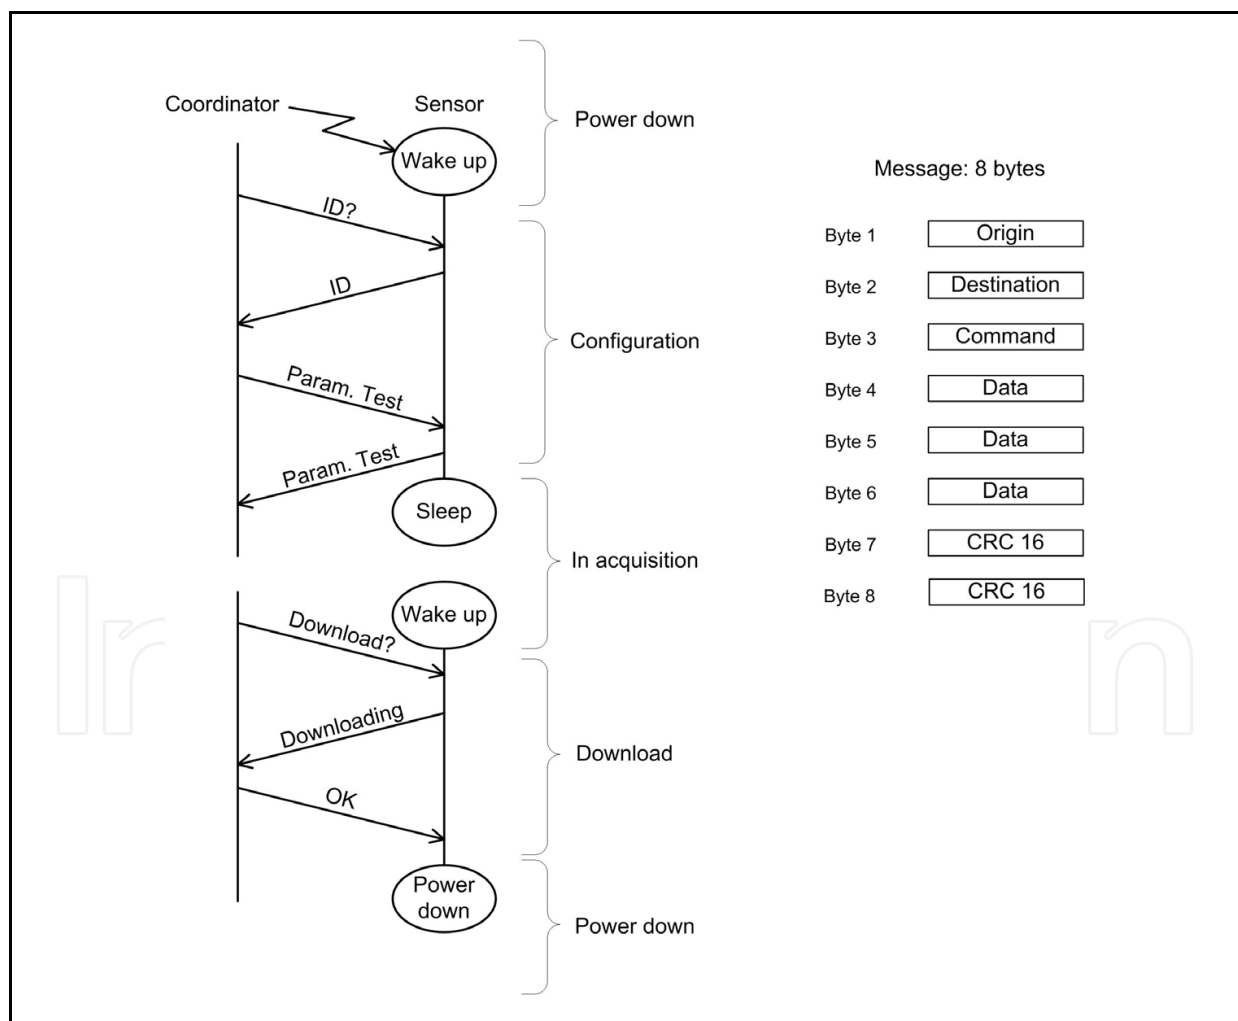 Coordinator
Sensor
Power down
Wake up
ID?
ID
Configuration
Param. Test
Param. Test
Sleep
In acquisition
Wake up
Download?
Downloading
Download
OK
Power
down
Power down
Message: 8 bytes
Byte 1 Origin
Byte 2 Destination
Byte 3 Command
Byte 4 Data
Byte 5 Data
Byte 6 Data
Byte 7 CRC 16
Byte 8 CRC 16